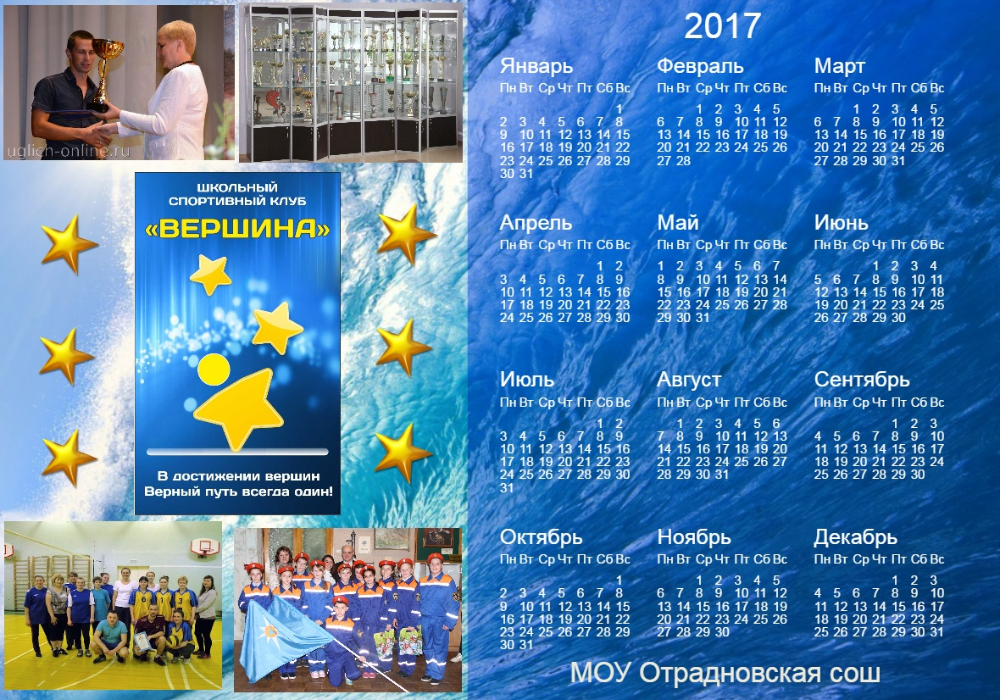 uglich-online.ru
ШКОЛЬНЫЙ
СПОРТИВНЫЙ КЛУБ
«ВЕРШИНА»
В достижении вершин
Верный путь всегда один!
2017
Январь
Пн Вт Ср Чт Пт Сб Вс
1
2 3 4 5 6 7 8
9 10 11 12 13 14 15
16 17 18 19 20 21 22
23 24 25 26 27 28 29
30 31
Февраль
Пн Вт Ср Чт Пт Сб Вс
1 2 3 4 5
6 7 8 9 10 11 12
13 14 15 16 17 18 19
20 21 22 23 24 25 26
27 28
Март
Пн Вт Ср Чт Пт Сб Вс
1 2 3 4 5
6 7 8 9 10 11 12
13 14 15 16 17 18 19
20 21 22 23 24 25 26
27 28 29 30 31
Апрель
Пн Вт Ср Чт Пт Сб Вс
1 2
3 4 5 6 7 8 9
10 11 12 13 14 15 16
17 18 19 20 21 22 23
24 25 26 27 28 29 30
Май
Пн Вт Ср Чт Пт Сб Вс
1 2 3 4 5 6 7
8 9 10 11 12 13 14
15 16 17 18 19 20 21
22 23 24 25 26 27 28
29 30 31
Июнь
Пн Вт Ср Чт Пт Сб Вс
1 2 3 4
5 6 7 8 9 10 11
12 13 14 15 16 17 18
19 20 21 22 23 24 25
26 27 28 29 30
Июль
Пн Вт Ср Чт Пт Сб Вс
1 2
3 4 5 6 7 8 9
10 11 12 13 14 15 16
17 18 19 20 21 22 23
24 25 26 27 28 29 30
31
Август
Пн Вт Ср Чт Пт Сб Вс
1 2 3 4 5 6
7 8 9 10 11 12 13
14 15 16 17 18 19 20
21 22 23 24 25 26 27
28 29 30 31
Сентябрь
Пн Вт Ср Чт Пт Сб Вс
1 2 3
4 5 6 7 8 9 10
11 12 13 14 15 16 17
18 19 20 21 22 23 24
25 26 27 28 29 30
Октябрь
Пн Вт Ср Чт Пт Сб Вс
1
2 3 4 5 6 7 8
9 10 11 12 13 14 15
16 17 18 19 20 21 22
23 24 25 26 27 28 29
30 31
Ноябрь
Пн Вт Ср Чт Пт Сб Вс
1 2 3 4 5
6 7 8 9 10 11 12
13 14 15 16 17 18 19
20 21 22 23 24 25 26
27 28 29 30
Декабрь
Пн Вт Ср Чт Пт Сб Вс
1 2 3
4 5 6 7 8 9 10
11 12 13 14 15 16 17
18 19 20 21 22 23 24
25 26 27 28 29 30 31
МОУ Отрадновская сош